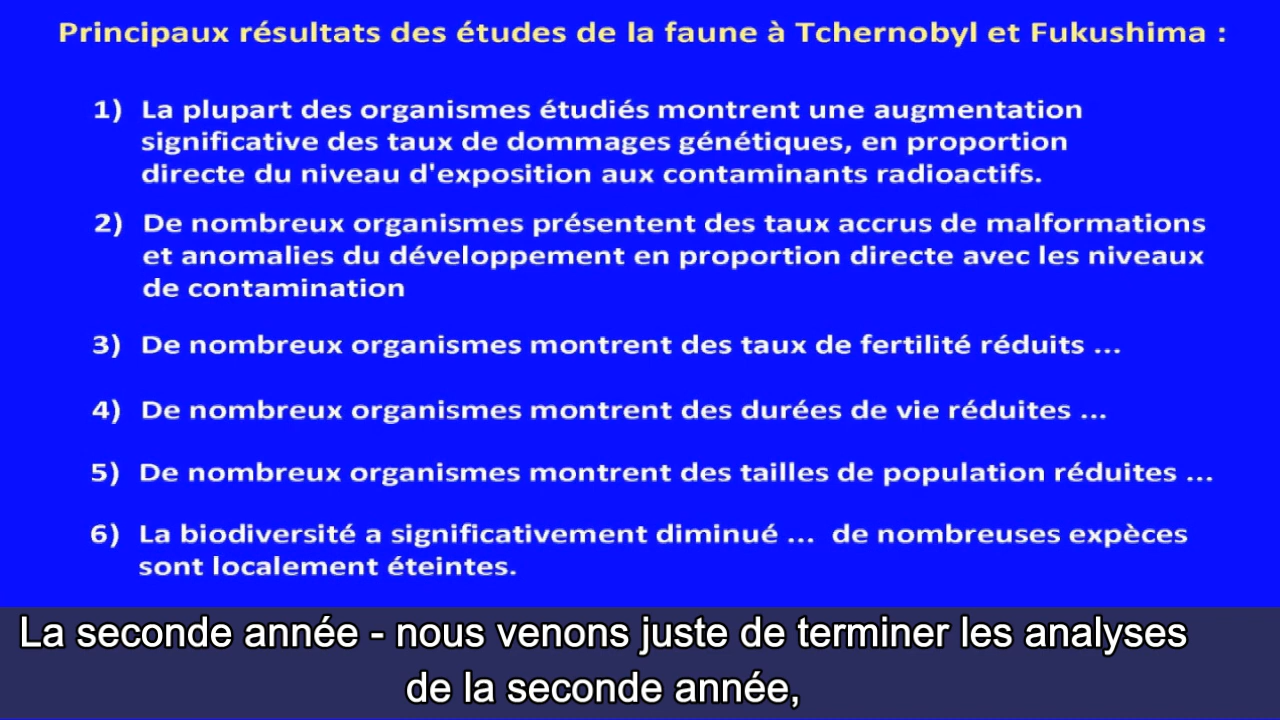 Principaux résultats des études de la faune à Tchernobyl et Fukushima :
1) La plupart des organismes étudiés montrent une augmentation
significative des taux de dommages génétiques, en proportion
directe du niveau d'exposition aux contaminants radioactifs.
2) De nombreux organismes présentent des taux accrus de malformations
et anomalies du développement en proportion directe avec les niveaux
de contamination
3) De nombreux organismes montrent des taux de fertilité réduits ...
4) De nombreux organismes montrent des durées de vie réduites ...
5) De nombreux organismes montrent des tailles de population réduites ...
6) La biodiversité a significativement diminué ... de nombreuses expèces
sont localement éteintes.
La seconde année - nous venons juste de terminer les analyses
de la seconde année,